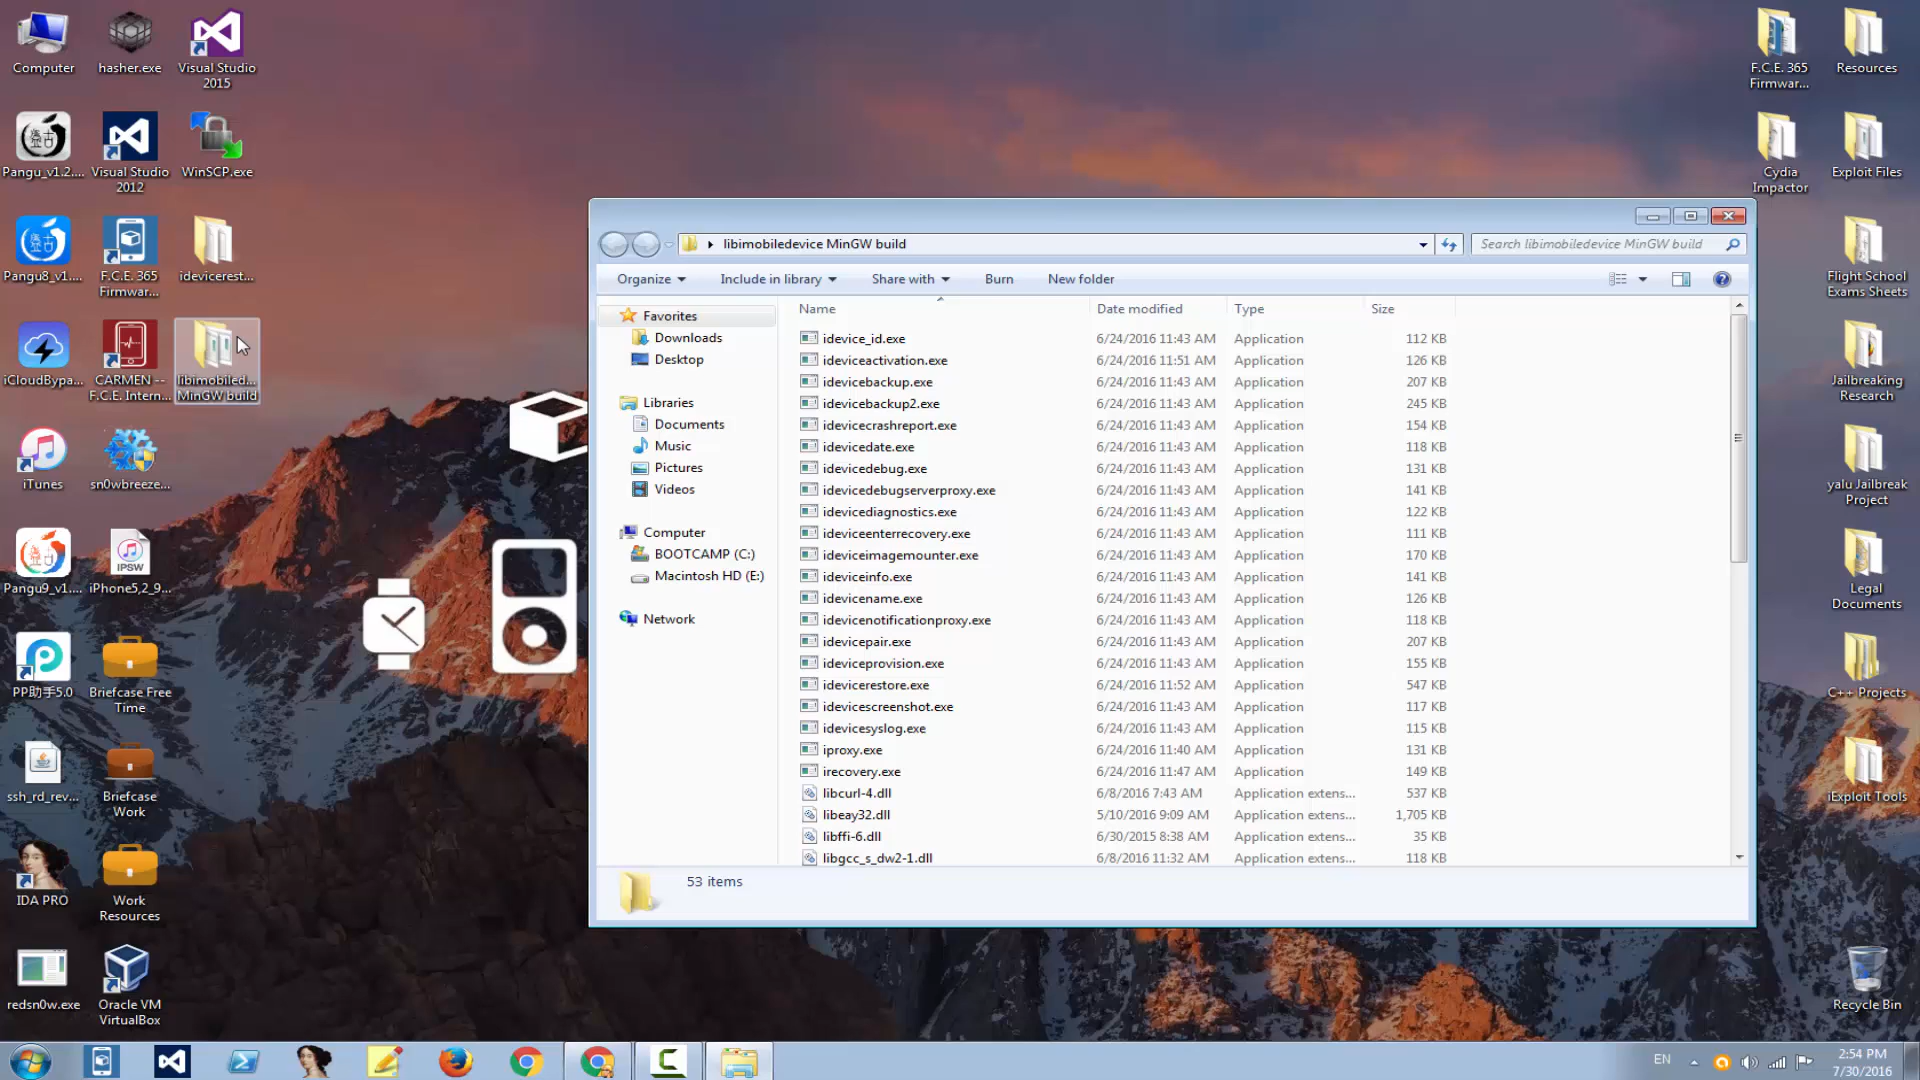 Computer
hasher.exe
Visual Studio
2015
Pangu_v1.2....
Visual Studio
2012
WinSCP.exe
Pangu8_v1....
F.C.E. 365
Firmwar...
idevicerest...
iCloudBypa...
CARMEN --
F.C.E. Intern...
libimobiled...
MinGW build
iTunes
sn0wbreeze...
Pangu9_v1....
IPSW
iPhone5,2_9...
PP助手5.0
Briefcase Free
Time
ssh_rd_rev...
Briefcase
Work
IDA PRO
Work
Resources
redsn0w.exe
Oracle VM
VirtualBox
libimobiledevice MinGW build
Search libimobiledevice MinGW build
Organize
Include in library
Share with
Burn
New folder
Favorites
Downloads
Desktop
Libraries
Documents
Music
Pictures
Videos
Computer
BOOTCAMP (C:)
Macintosh HD (E:)
Network
Name Date modified Type Size
idevice_id.exe 6/24/2016 11:43 AM Application 112 KB
ideviceactivation.exe 6/24/2016 11:51 AM Application 126 KB
idevicebackup.exe 6/24/2016 11:43 AM Application 207 KB
idevicebackup2.exe 6/24/2016 11:43 AM Application 245 KB
idevicecrashreport.exe 6/24/2016 11:43 AM Application 154 KB
idevicedate.exe 6/24/2016 11:43 AM Application 118 KB
idevicedebug.exe 6/24/2016 11:43 AM Application 131 KB
idevicedebugserverproxy.exe 6/24/2016 11:43 AM Application 141 KB
idevicediagnostics.exe 6/24/2016 11:43 AM Application 122 KB
ideviceenterrecovery.exe 6/24/2016 11:43 AM Application 111 KB
ideviceimagemounter.exe 6/24/2016 11:43 AM Application 170 KB
ideviceinfo.exe 6/24/2016 11:43 AM Application 141 KB
idevicename.exe 6/24/2016 11:43 AM Application 126 KB
idevicenotificationproxy.exe 6/24/2016 11:43 AM Application 118 KB
idevicepair.exe 6/24/2016 11:43 AM Application 207 KB
ideviceprovision.exe 6/24/2016 11:43 AM Application 155 KB
idevicerestore.exe 6/24/2016 11:52 AM Application 547 KB
idevicescreenshot.exe 6/24/2016 11:43 AM Application 117 KB
idevicesyslog.exe 6/24/2016 11:43 AM Application 115 KB
iproxy.exe 6/24/2016 11:40 AM Application 131 KB
irecovery.exe 6/24/2016 11:47 AM Application 149 KB
libcurl-4.dll 6/8/2016 7:43 AM Application extens... 537 KB
libeay32.dll 5/10/2016 9:09 AM Application extens... 1,705 KB
libffi-6.dll 6/30/2015 8:38 AM Application extens... 35 KB
libgcc_s_dw2-1.dll 6/8/2016 11:32 AM Application extens... 118 KB
53 items
F.C.E. 365
Firmwar...
Resources
Cydia
Impactor
Exploit Files
Flight School
Exams Sheets
Jailbreaking
Research
yalu Jailbreak
Project
Legal
Documents
C++ Projects
iExploit Tools
Recycle Bin
EN
2:54 PM
7/30/2016